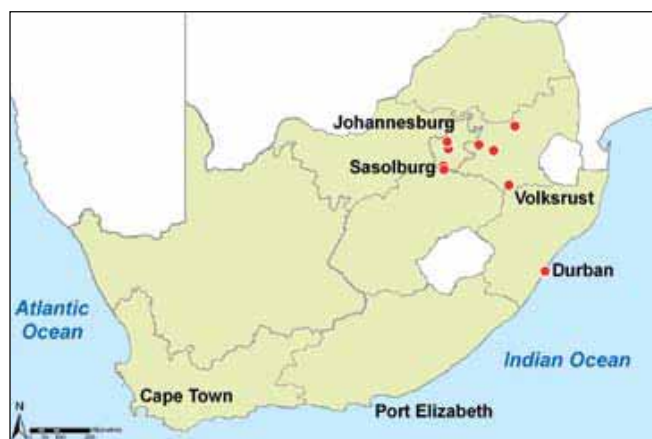 Johannesburg
Sasolburg
Volksrust
Durban
Atlantic
Ocean
Indian Ocean
Cape Town
Port Elizabeth
N